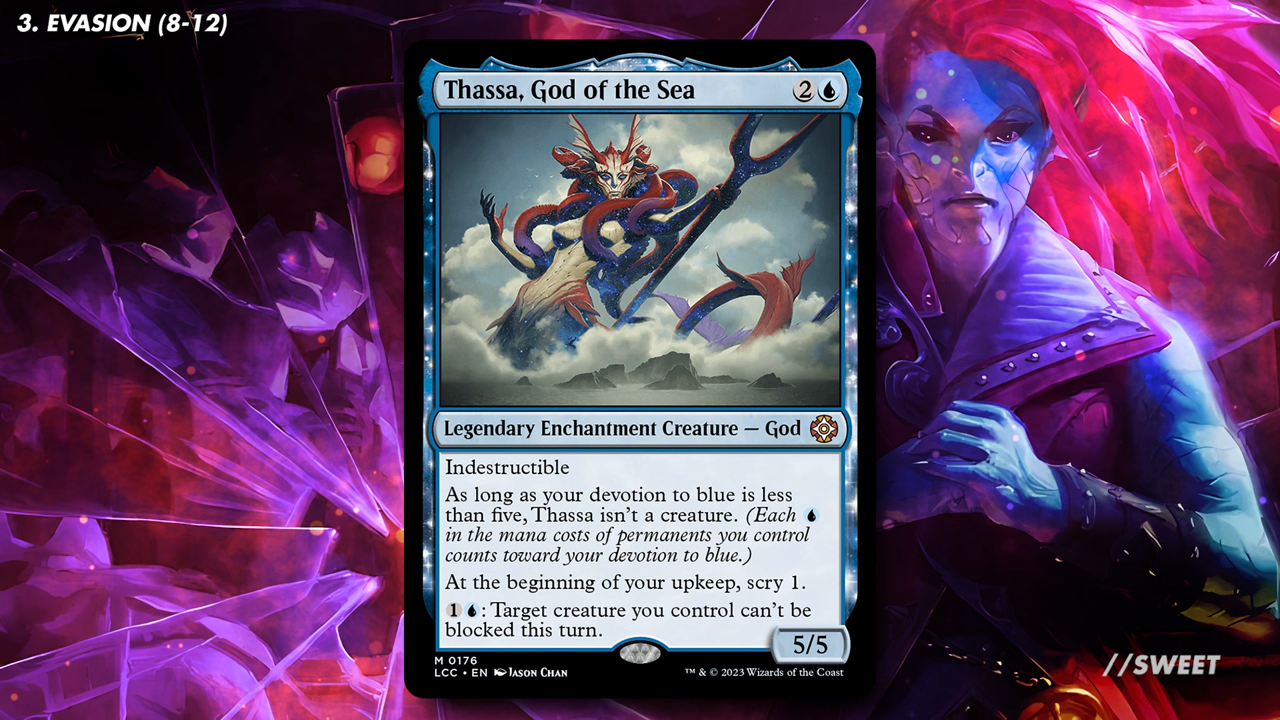 3. EVASION (8-12)
Thassa, God of the Sea 2
Legendary Enchantment Creature — God
Indestructible
As long as your devotion to blue is less
than five, Thassa isn't a creature. (Each
in the mana costs of permanents you control
counts toward your devotion to blue.)
At the beginning of your upkeep, scry 1.
1 : Target creature you control can't be
blocked this turn.
5/5
M 0176
LCC • EN Jason Chan
™ & © 2023 Wizards of the Coast
//SWEET